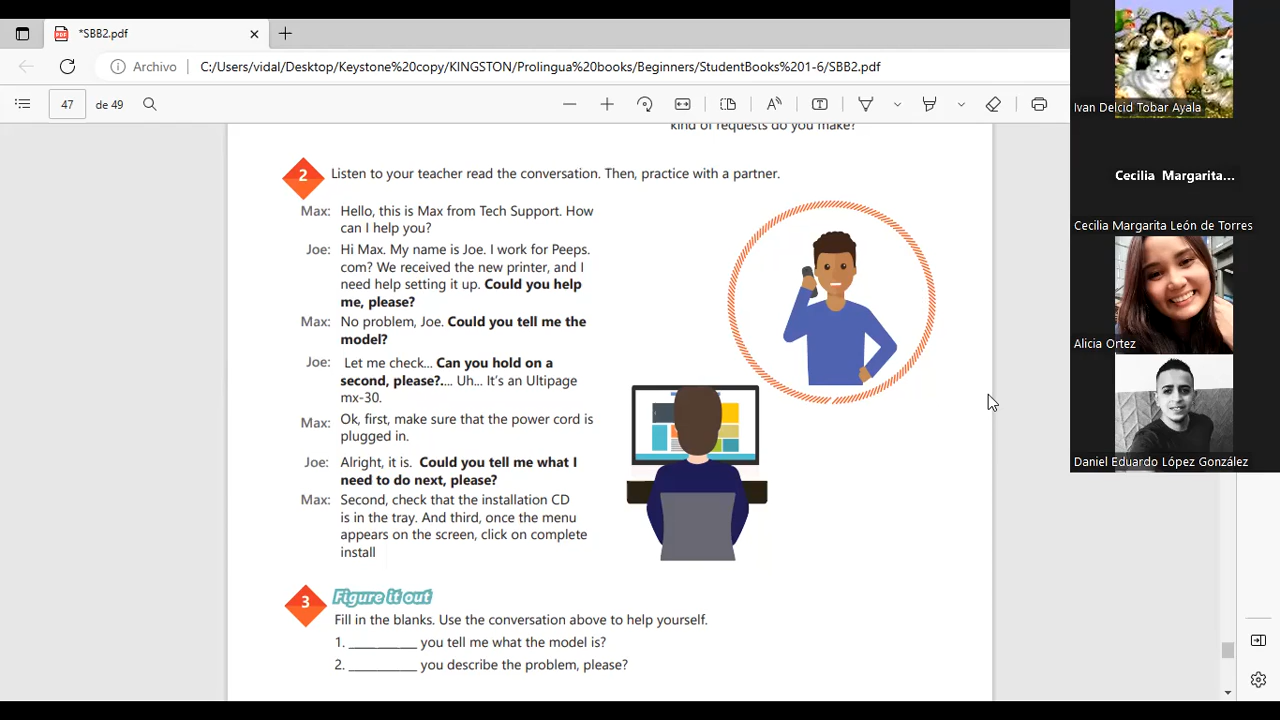 *SBB2.pdf
Archivo
C:/Users/vidal/Desktop/Keystone%20copy/KINGSTON/Prolingua%20books/Beginners/StudentBooks%201-6/SBB2.pdf
47 de 49
kind of requests do you make?
2 Listen to your teacher read the conversation. Then, practice with a partner.
Max: Hello, this is Max from Tech Support. How
can I help you?
Joe: Hi Max. My name is Joe. I work for Peeps.
com? We received the new printer, and I
need help setting it up. Could you help
me, please?
Max: No problem, Joe. Could you tell me the
model?
Joe: Let me check... Can you hold on a
second, please?.... Uh... It's an Ultipage
mx-30.
Max: Ok, first, make sure that the power cord is
plugged in.
Joe: Alright, it is. Could you tell me what I
need to do next, please?
Max: Second, check that the installation CD
is in the tray. And third, once the menu
appears on the screen, click on complete
install
3 Figure it out
Fill in the blanks. Use the conversation above to help yourself.
1. __________ you tell me what the model is?
2. __________ you describe the problem, please?
Ivan Delcid Tobar Ayala
Cecilia Margarita...
Cecilia Margarita León de Torres
Alicia Ortez
Daniel Eduardo López González